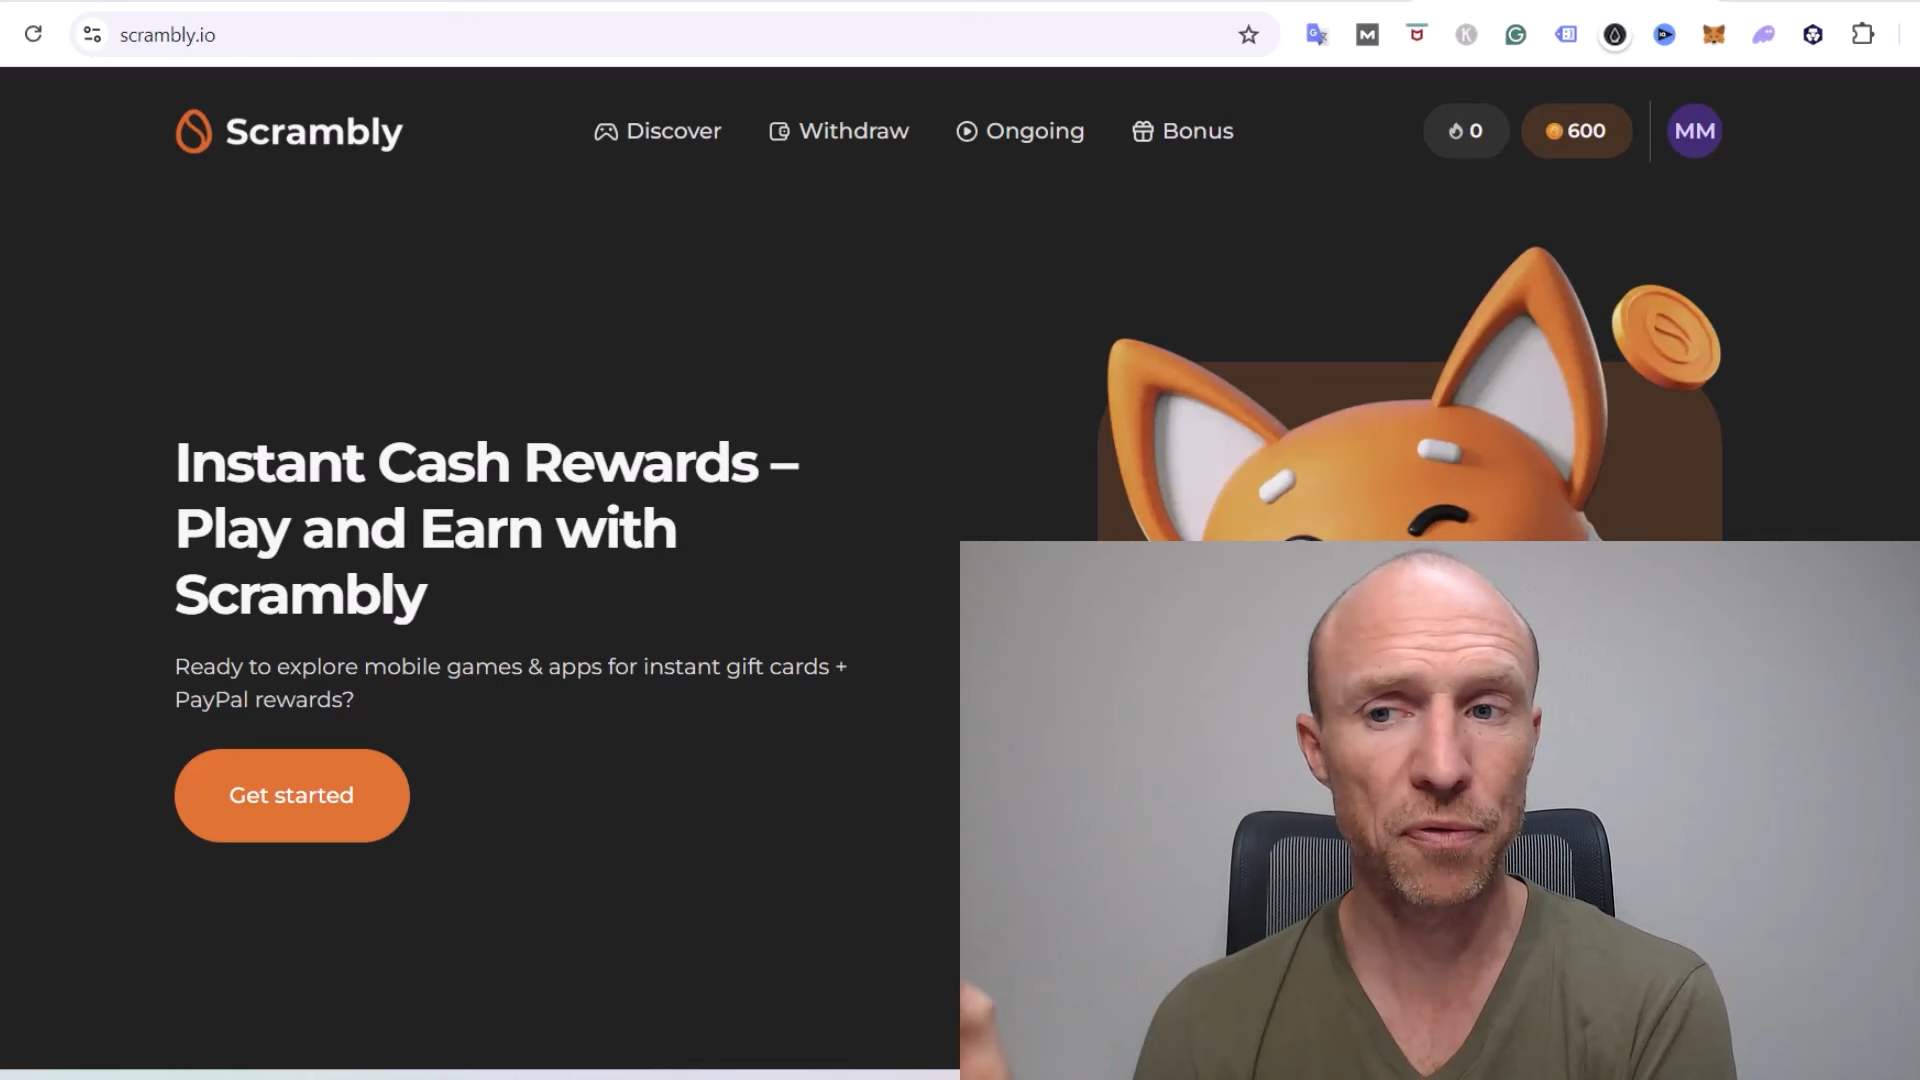 scrambly.io
Scrambly
Discover
Withdraw
Ongoing
Bonus
0
600
MM
Instant Cash Rewards –
Play and Earn with
Scrambly
Ready to explore mobile games & apps for instant gift cards +
PayPal rewards?
Get started